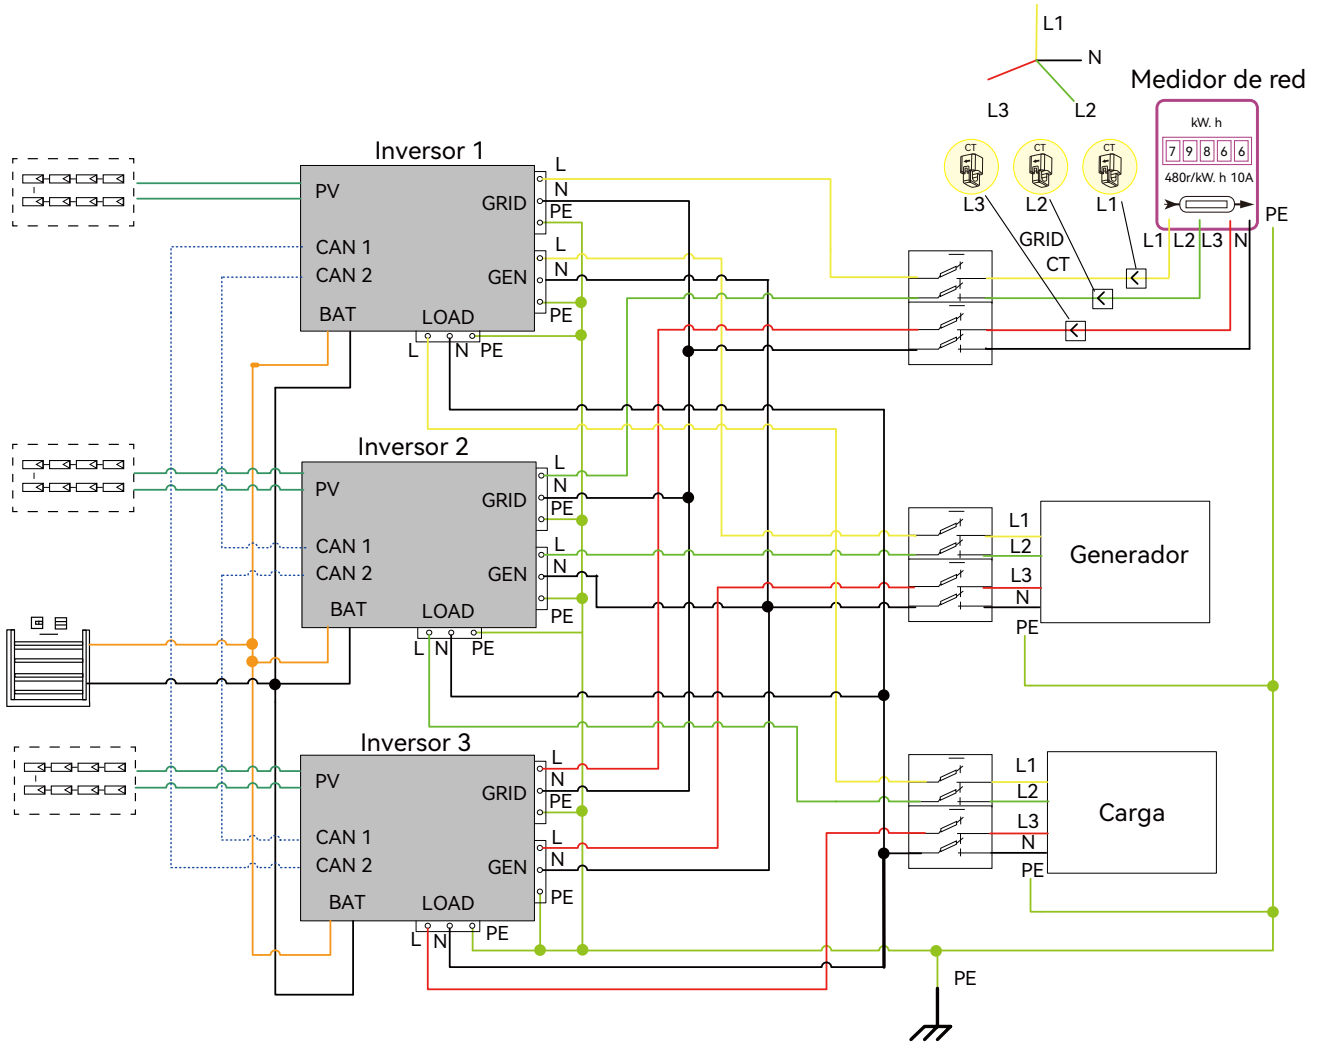 L1
N
L3
L2
Medidor de red
kW. h
7 9 8 6 6
480r/kW. h 10A
CT
CT
CT
L3
L2
L1
PE
L1 L2 L3 N
GRID
CT
Inversor 1
PV
GRID
L
N
PE
CAN 1
CAN 2
GEN
L
N
PE
BAT
LOAD
L
N
PE
Inversor 2
PV
GRID
L
N
PE
CAN 1
CAN 2
GEN
L
N
PE
BAT
LOAD
L
N
PE
L1
L2
L3
N
PE
Generador
Inversor 3
PV
GRID
L
N
PE
CAN 1
CAN 2
GEN
L
N
PE
BAT
LOAD
L
N
PE
L1
L2
L3
N
PE
Carga
PE